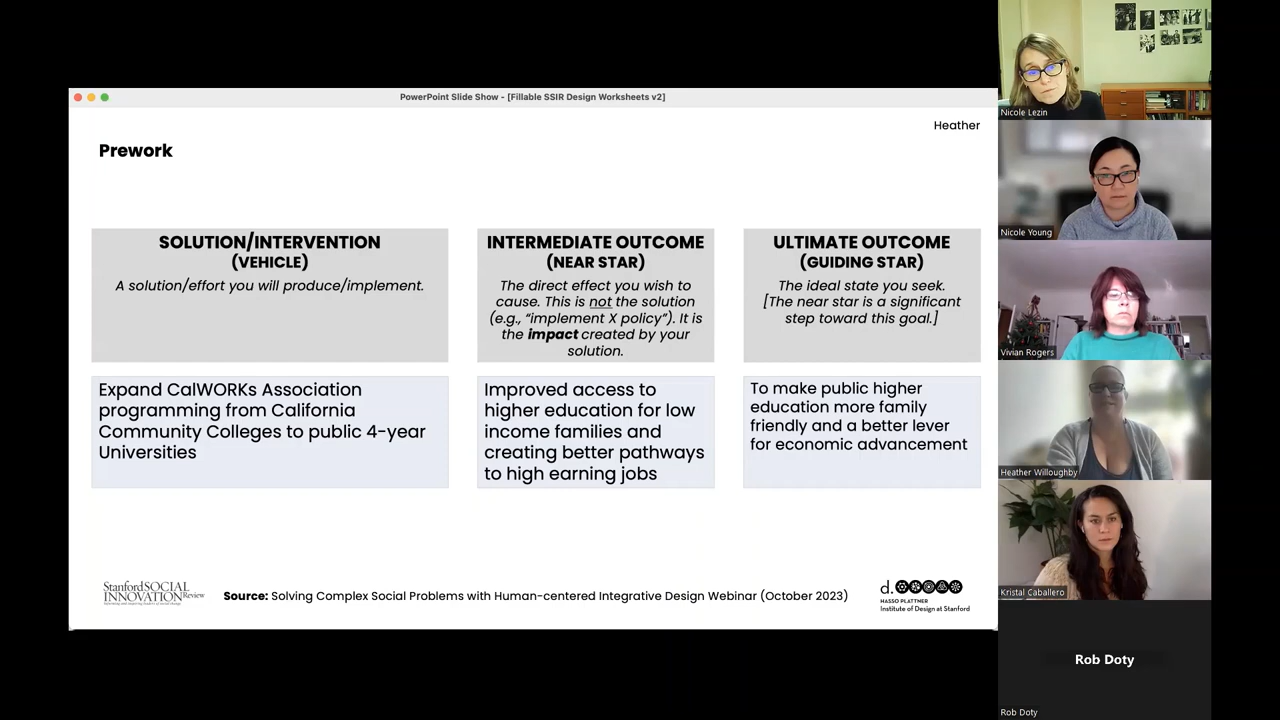 PowerPoint Slide Show - [Fillable SSIR Design Worksheets v2]
Heather
Prework
SOLUTION/INTERVENTION
(VEHICLE)
A solution/effort you will produce/implement.
INTERMEDIATE OUTCOME
(NEAR STAR)
The direct effect you wish to
cause. This is not the solution
(e.g., “implement X policy”). It is
the impact created by your
solution.
ULTIMATE OUTCOME
(GUIDING STAR)
The ideal state you seek.
[The near star is a significant
step toward this goal.]
Expand CalWORKs Association
programming from California
Community Colleges to public 4-year
Universities
Improved access to
higher education for low
income families and
creating better pathways
to high earning jobs
To make public higher
education more family
friendly and a better lever
for economic advancement
Stanford SOCIAL
INNOVATION Review
Informing and inspiring leaders of social change
Source: Solving Complex Social Problems with Human-centered Integrative Design Webinar (October 2023)
d.
HASSO PLATTNER
Institute of Design at Stanford
Nicole Lezin
Nicole Young
Vivian Rogers
Heather Willoughby
Kristal Caballero
Rob Doty
Rob Doty